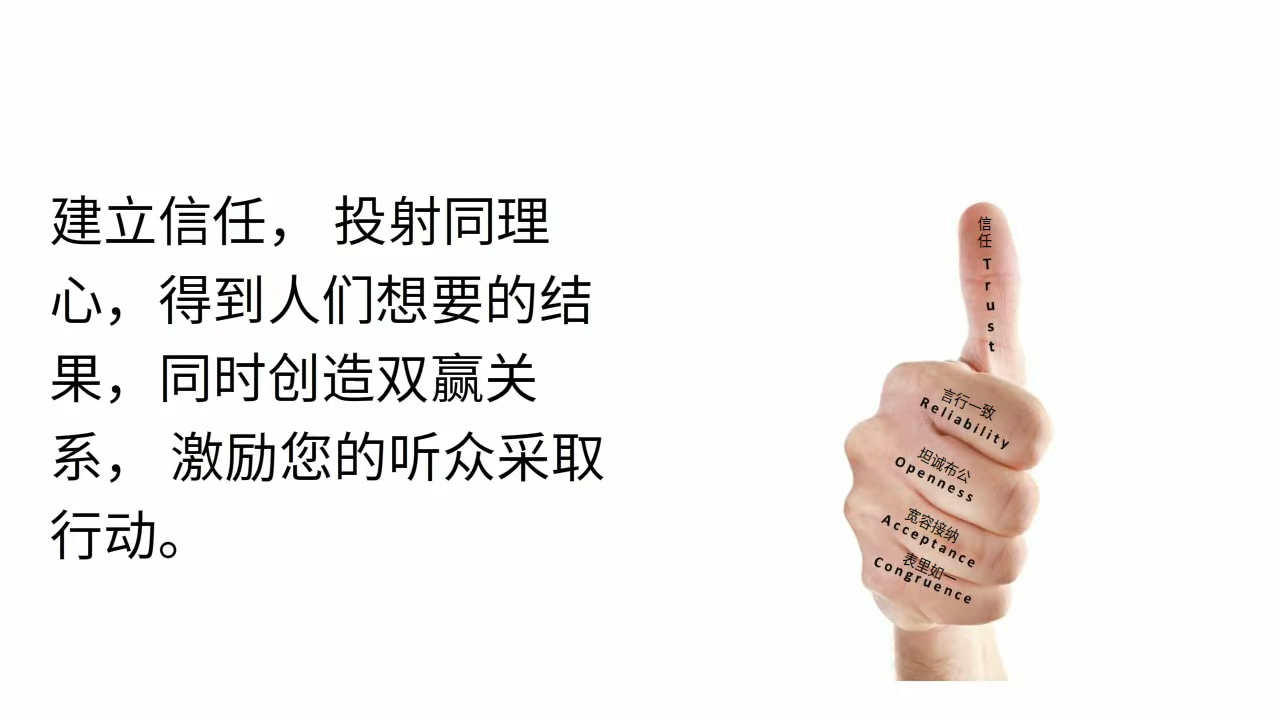 建立信任， 投射同理
心，得到人们想要的结
果，同时创造双赢关
系， 激励您的听众采取
行动。
信
任
Trust
言行一致
Reliability
坦诚布公
Openness
宽容接纳
Acceptance
表里如一
Congruence